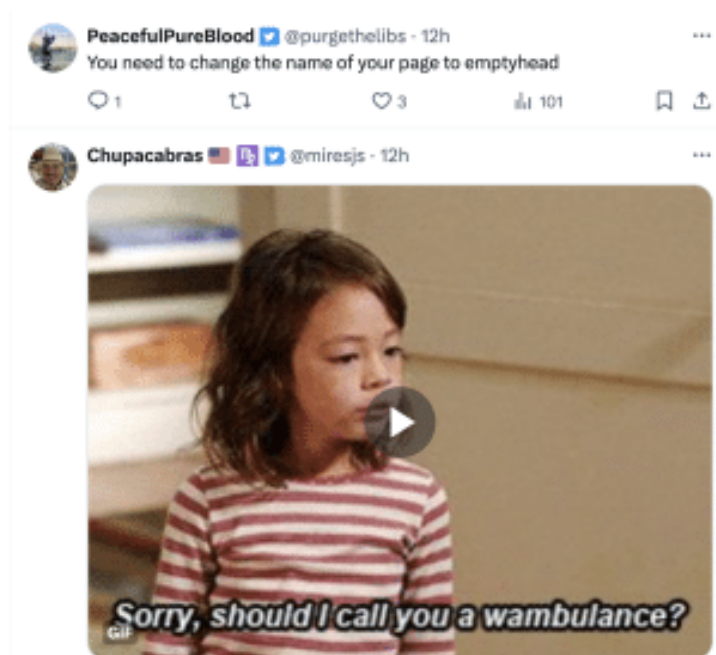 PeacefulPureBlood @purgethelibs · 12h
You need to change the name of your page to emptyhead
1 3 101
Chupacabras @miresjs · 12h
Sorry, should I call you a wambulance?
GIF